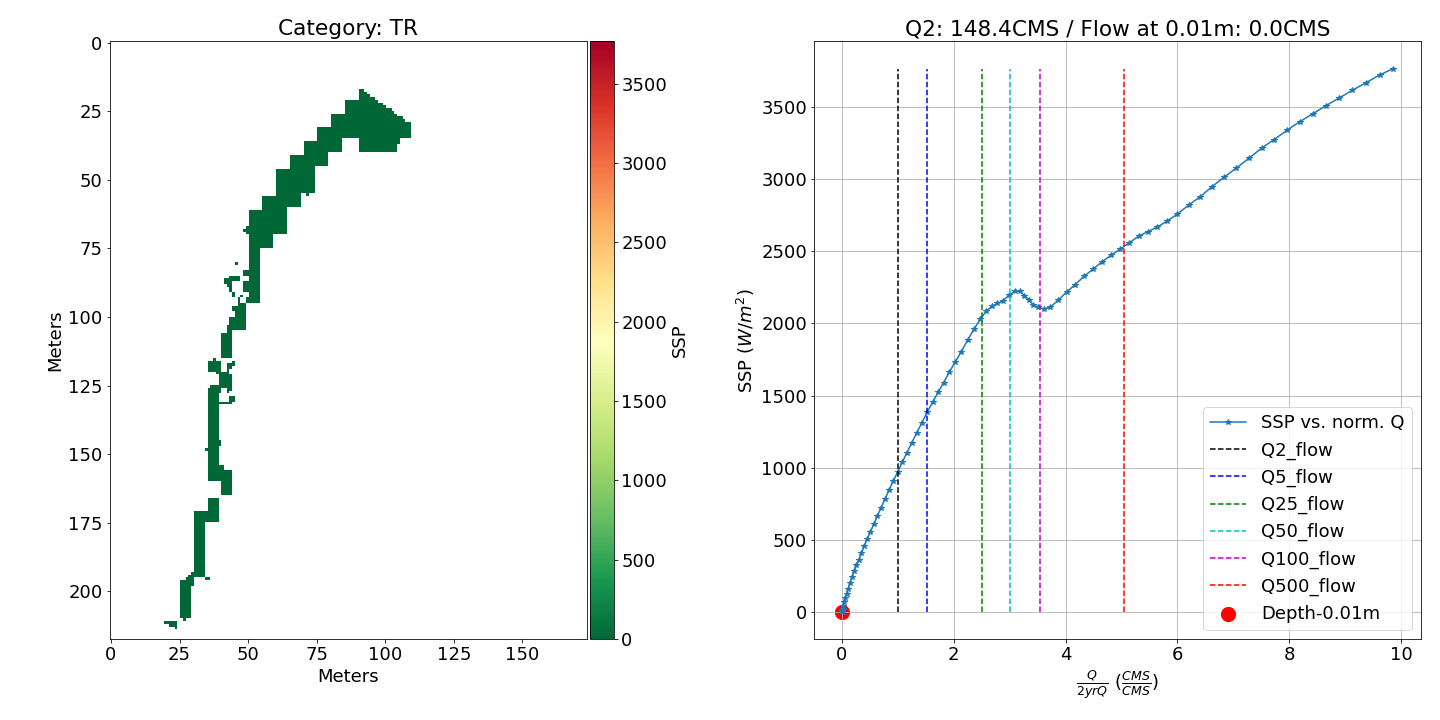 Category: TR
0
25
50
75
100
125
150
175
200
Meters
0
25
50
75
100
125
150
Meters
3500
3000
2500
2000
1500
1000
500
0
SSP
Q2: 148.4CMS / Flow at 0.01m: 0.0CMS
3500
3000
2500
2000
1500
1000
500
0
SSP (W/m²)
0
2
4
6
8
10
Q/2yrQ (CMS/CMS)
SSP vs. norm. Q
Q2_flow
Q5_flow
Q25_flow
Q50_flow
Q100_flow
Q500_flow
Depth-0.01m